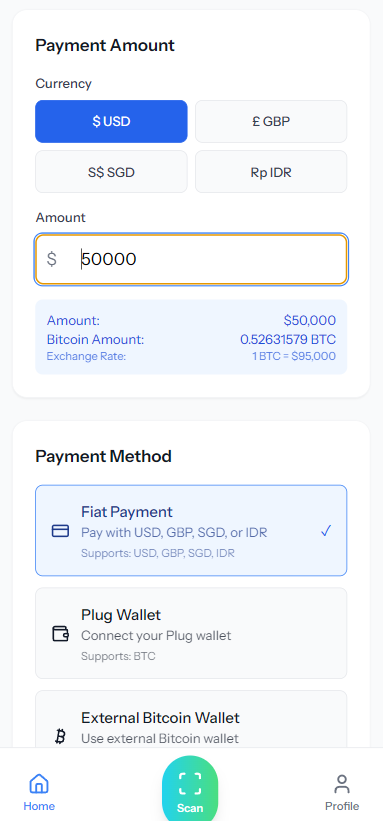 Payment Amount
Currency
$ USD
£ GBP
S$ SGD
Rp IDR
Amount
$ 50000
Amount: $50,000
Bitcoin Amount: 0.52631579 BTC
Exchange Rate: 1 BTC = $95,000
Payment Method
Fiat Payment
Pay with USD, GBP, SGD, or IDR
Supports: USD, GBP, SGD, IDR
Plug Wallet
Connect your Plug wallet
Supports: BTC
External Bitcoin Wallet
Use external Bitcoin wallet
Home
Scan
Profile